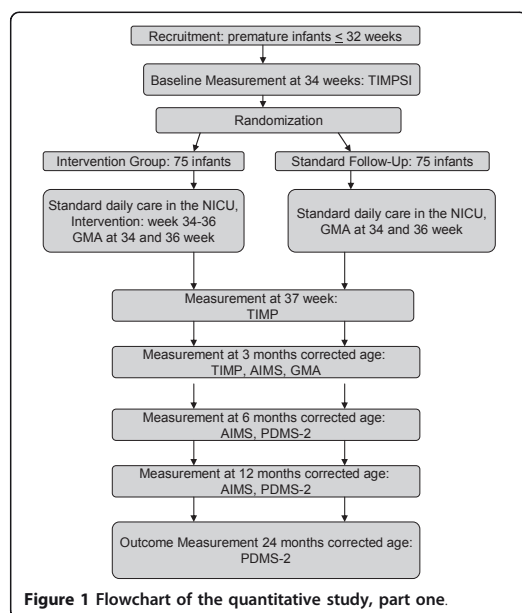 Recruitment: premature infants ≤ 32 weeks
Baseline Measurement at 34 weeks: TIMPSI
Randomization
Intervention Group: 75 infants
Standard Follow-Up: 75 infants
Standard daily care in the NICU,
Intervention: week 34-36
GMA at 34 and 36 week
Standard daily care in the NICU,
GMA at 34 and 36 week
Measurement at 37 week:
TIMP
Measurement at 3 months corrected age:
TIMP, AIMS, GMA
Measurement at 6 months corrected age:
AIMS, PDMS-2
Measurement at 12 months corrected age:
AIMS, PDMS-2
Outcome Measurement 24 months corrected age:
PDMS-2
Figure 1 Flowchart of the quantitative study, part one.